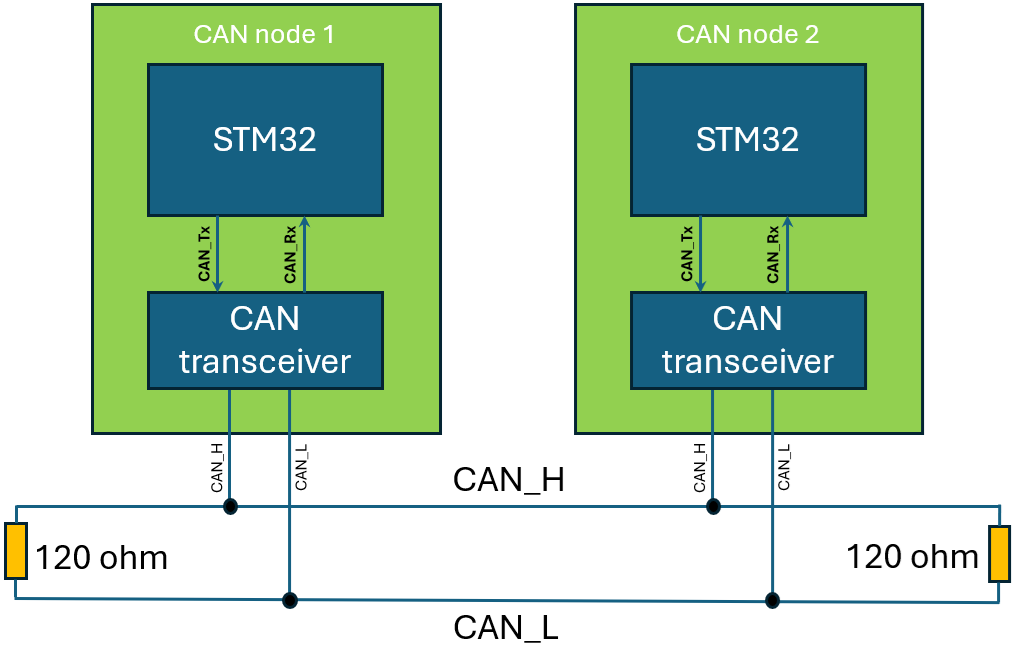 CAN node 1
STM32
CAN_Tx
CAN_Rx
CAN
transceiver
CAN_H
CAN_L
CAN node 2
STM32
CAN_Tx
CAN_Rx
CAN
transceiver
CAN_H
CAN_L
CAN_H
120 ohm
120 ohm
CAN_L